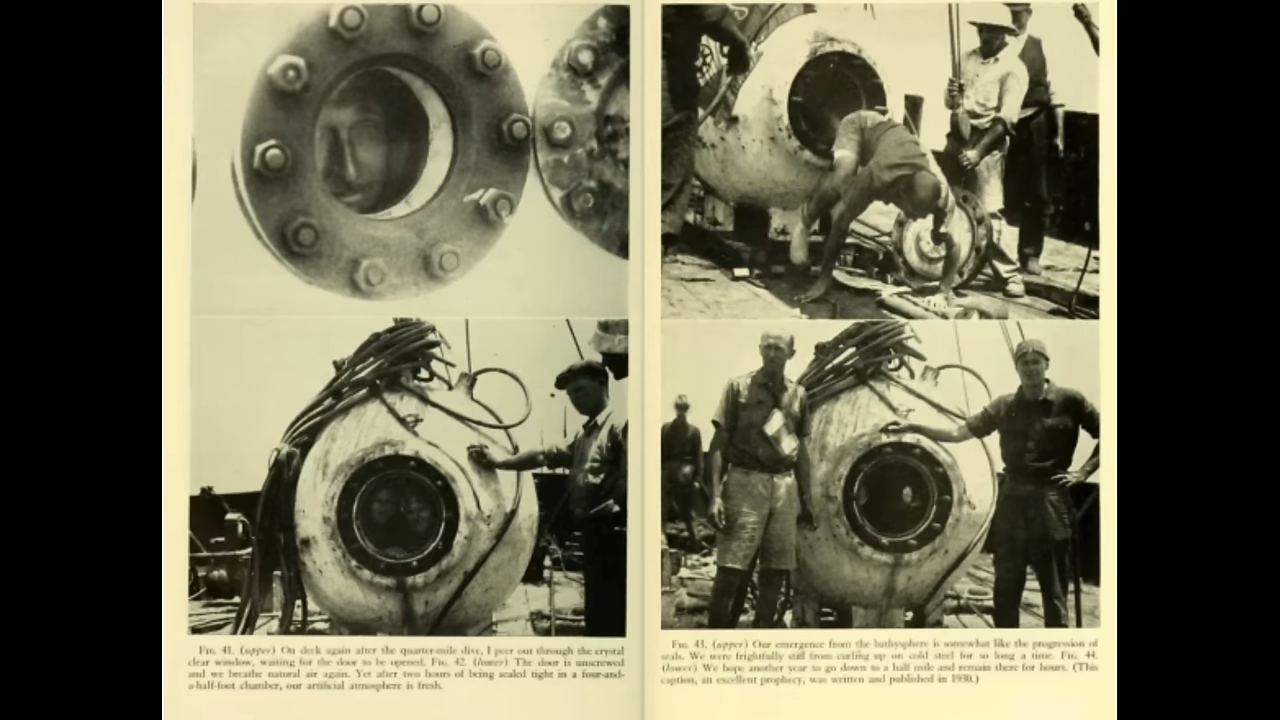 FIG. 41. (upper) On deck again after the quarter-mile dive, I peer out through the crystal
clear window, waiting for the door to be opened. FIG. 42. (lower) The door is unscrewed
and we breathe natural air again. Yet after two hours of being sealed tight in a four-and-
a-half-foot chamber, our artificial atmosphere is fresh.
FIG. 43. (upper) Our emergence from the bathysphere is somewhat like the progression of
seals. We were frightfully stiff from curling up on cold steel for so long a time. FIG. 44.
(lower) We hope another year to go down to a half mile and remain there for hours. (This
caption, an excellent prophecy, was written and published in 1930.)